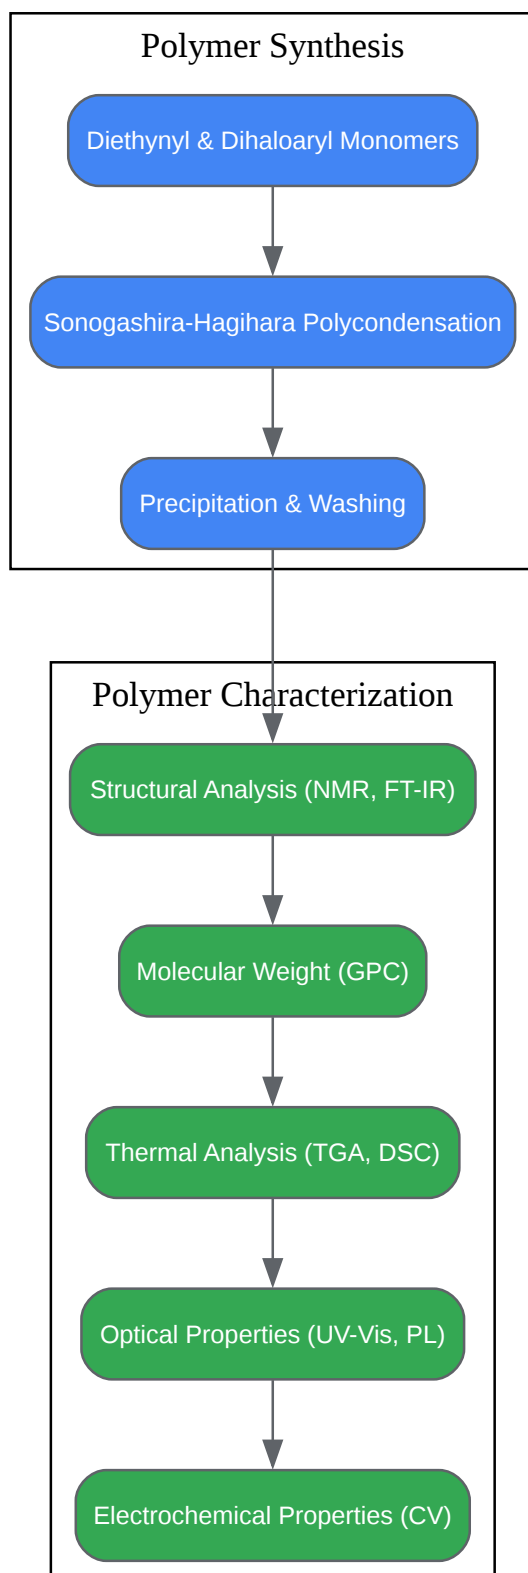 Polymer Synthesis
Diethynyl & Dihaloaryl Monomers
Sonogashira-Hagihara Polycondensation
Precipitation & Washing
Polymer Characterization
Structural Analysis (NMR, FT-IR)
Molecular Weight (GPC)
Thermal Analysis (TGA, DSC)
Optical Properties (UV-Vis, PL)
Electrochemical Properties (CV)